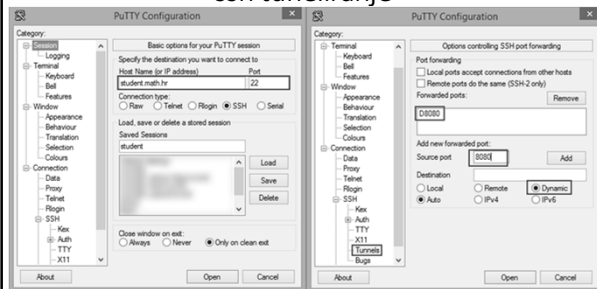 ssh tuneliranje
PuTTY Configuration
Category:
Session
Logging
Terminal
Keyboard
Bell
Features
Window
Appearance
Behaviour
Translation
Selection
Colours
Connection
Data
Proxy
Telnet
Rlogin
SSH
Kex
Auth
TTY
X11
Basic options for your PuTTY session
Specify the destination you want to connect to
Host Name (or IP address) Port
student.math.hr 22
Connection type:
Raw Telnet Rlogin SSH Serial
Load, save or delete a stored session
Saved Sessions
student
Load
Save
Delete
Close window on exit:
Always Never Only on clean exit
About Open Cancel
PuTTY Configuration
Category:
Terminal
Keyboard
Bell
Features
Window
Appearance
Behaviour
Translation
Selection
Colours
Connection
Data
Proxy
Telnet
Rlogin
SSH
Kex
Auth
TTY
X11
Tunnels
Bugs
Options controlling SSH port forwarding
Port forwarding
Local ports accept connections from other hosts
Remote ports do the same (SSH-2 only)
Forwarded ports: Remove
D8080
Add new forwarded port:
Source port 8080 Add
Destination
Local Remote Dynamic
Auto IPv4 IPv6
About Open Cancel